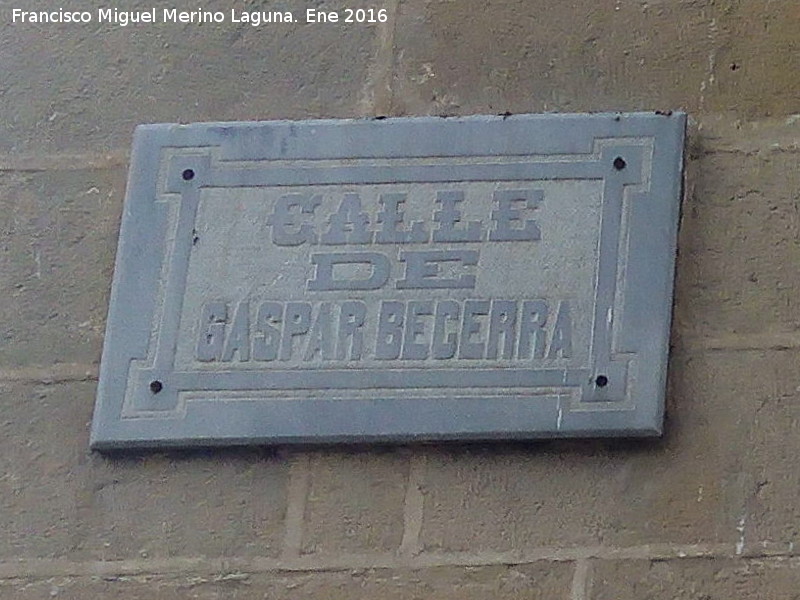 Francisco Miguel Merino Laguna. Ene 2016
CALLE
DE
GASPAR BECERRA